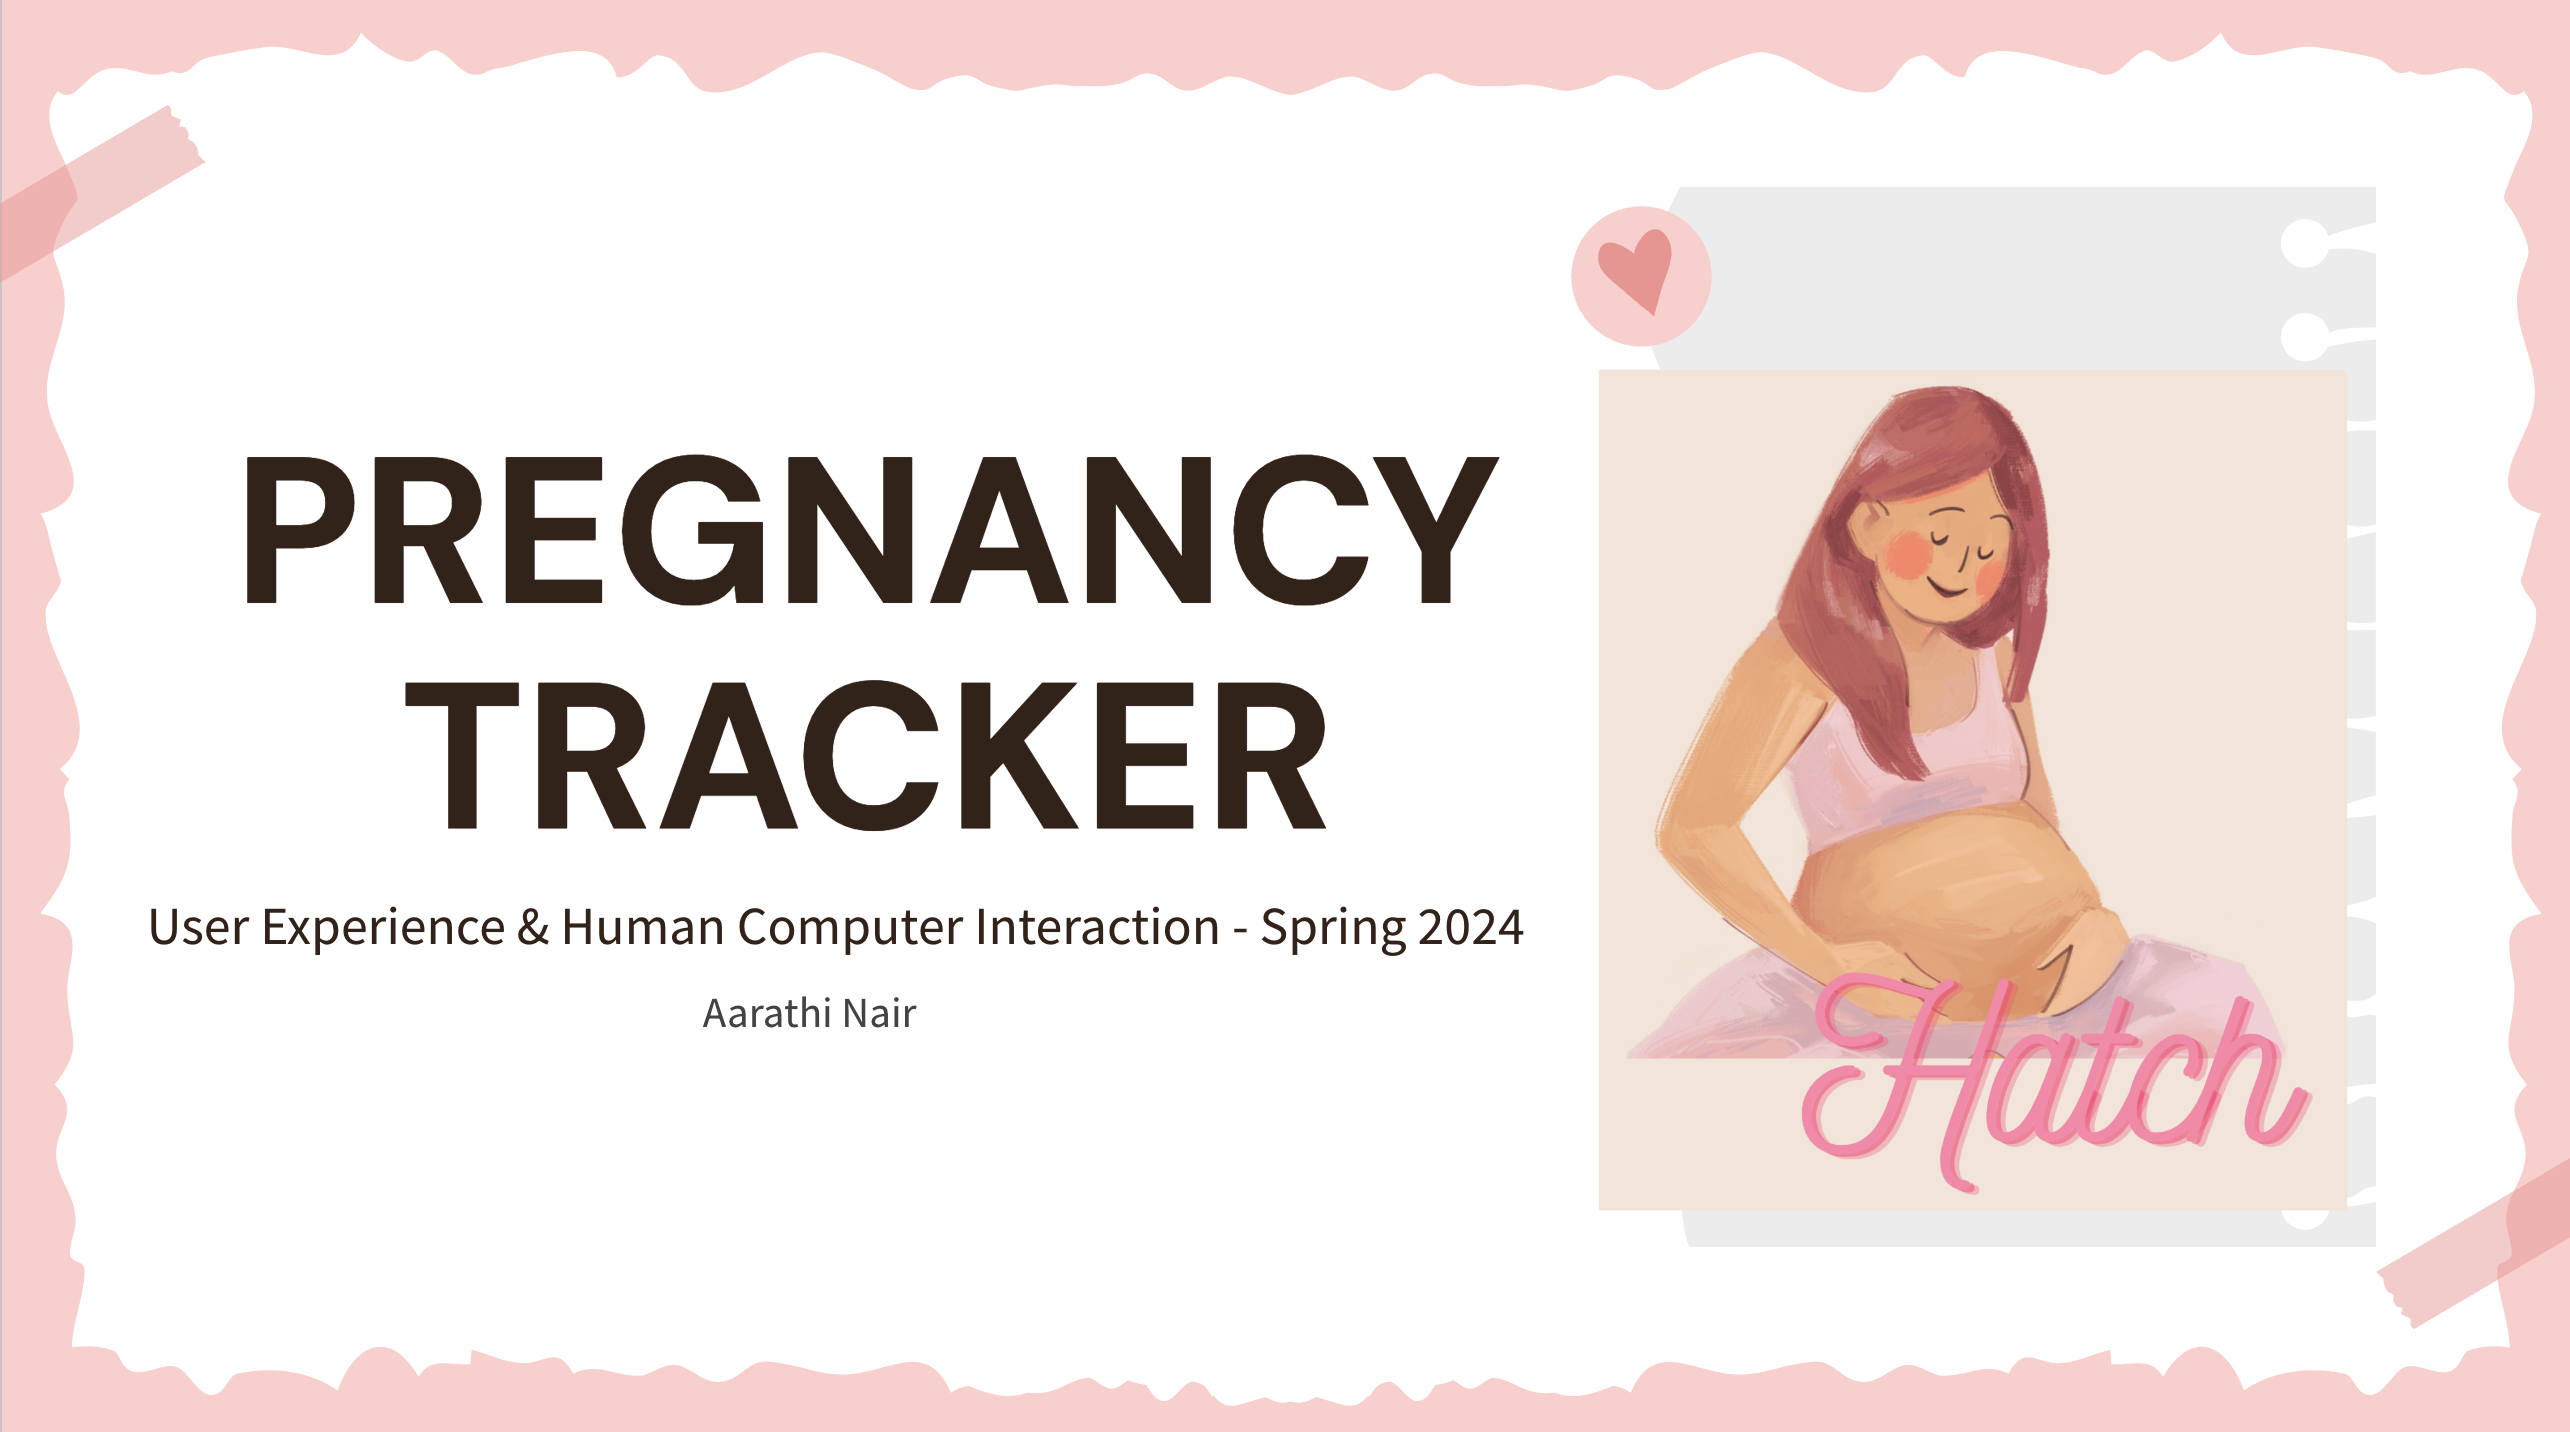 PREGNANCY
TRACKER
User Experience & Human Computer Interaction - Spring 2024
Aarathi Nair
Hatch